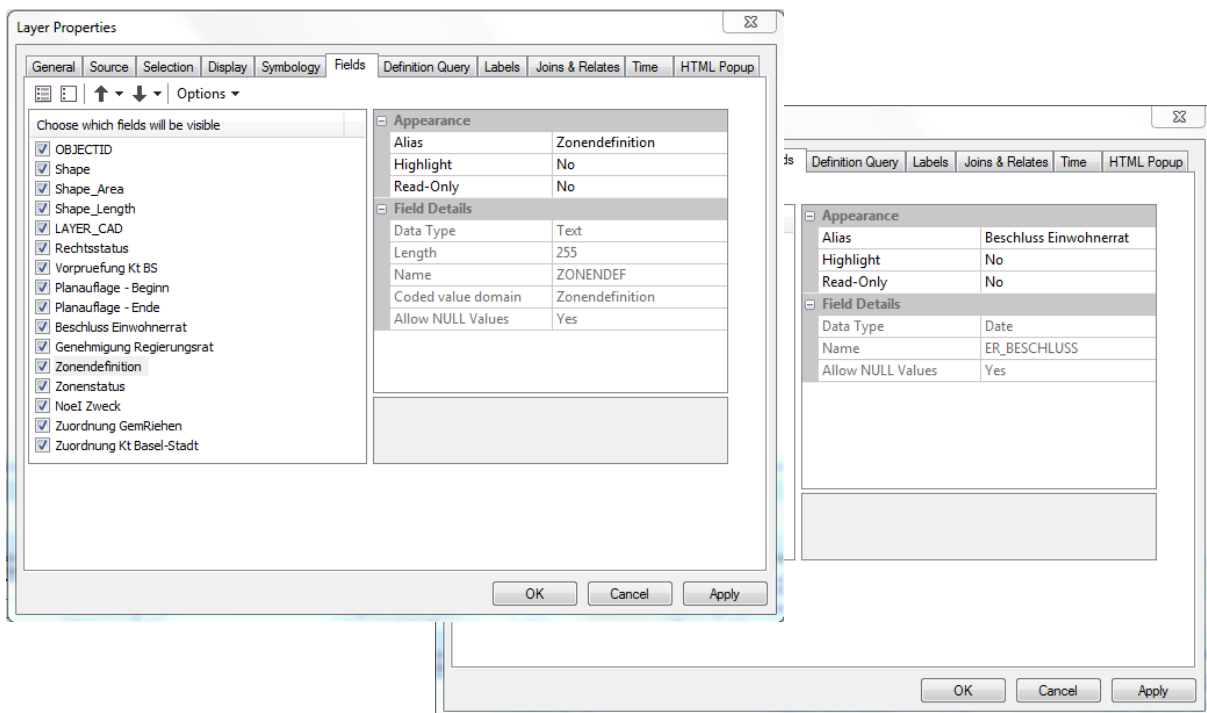 Layer Properties
General Source Selection Display Symbology Fields Definition Query Labels Joins & Relates Time HTML Popup
Options
Choose which fields will be visible
OBJECTID
Shape
Shape_Area
Shape_Length
LAYER_CAD
Rechtsstatus
Vorpruefung Kt BS
Planauflage - Beginn
Planauflage - Ende
Beschluss Einwohnerrat
Genehmigung Regierungsrat
Zonendefinition
Zonenstatus
NoeI Zweck
Zuordnung GemRiehen
Zuordnung Kt Basel-Stadt
Appearance
Alias Zonendefinition
Highlight No
Read-Only No
Field Details
Data Type Text
Length 255
Name ZONENDEF
Coded value domain Zonendefinition
Allow NULL Values Yes
OK Cancel Apply
ds Definition Query Labels Joins & Relates Time HTML Popup
Appearance
Alias Beschluss Einwohnerrat
Highlight No
Read-Only No
Field Details
Data Type Date
Name ER_BESCHLUSS
Allow NULL Values Yes
OK Cancel Apply